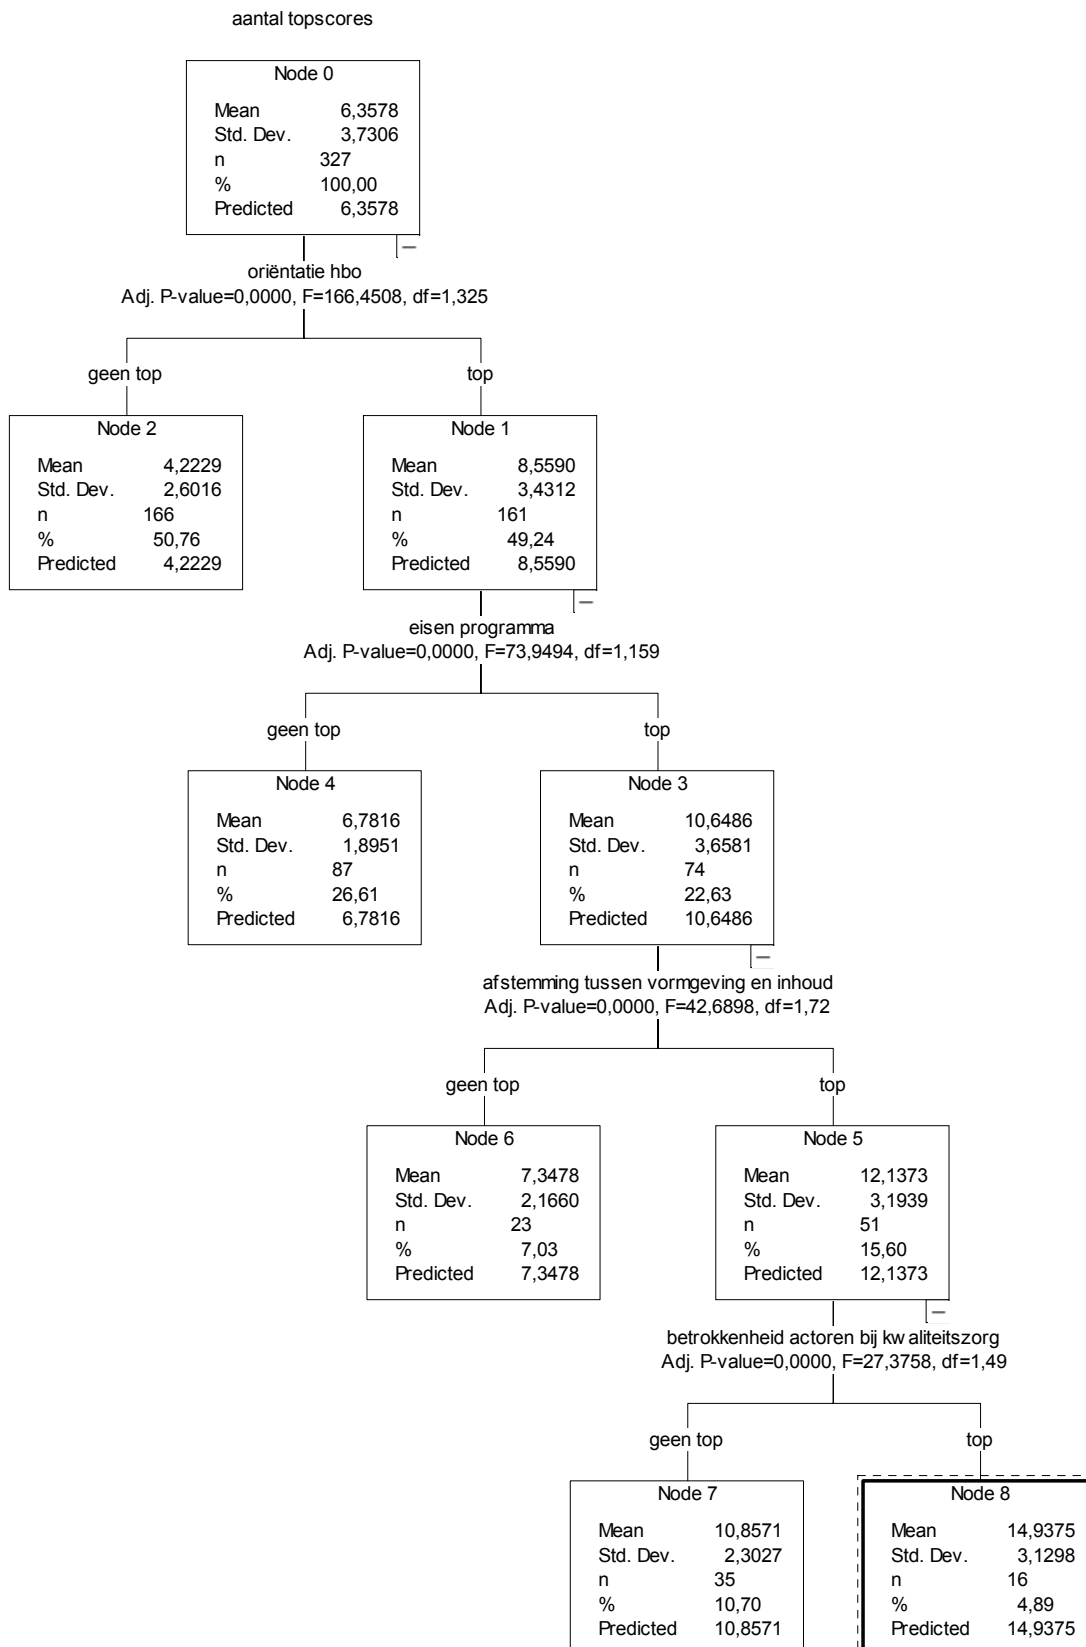 aantal topscores
Node 0
Mean 6,3578
Std. Dev. 3,7306
n 327
% 100,00
Predicted 6,3578
oriëntatie hbo
Adj. P-value=0,0000, F=166,4508, df=1,325
geen top
top
Node 2
Mean 4,2229
Std. Dev. 2,6016
n 166
% 50,76
Predicted 4,2229
Node 1
Mean 8,5590
Std. Dev. 3,4312
n 161
% 49,24
Predicted 8,5590
eisen programma
Adj. P-value=0,0000, F=73,9494, df=1,159
geen top
top
Node 4
Mean 6,7816
Std. Dev. 1,8951
n 87
% 26,61
Predicted 6,7816
Node 3
Mean 10,6486
Std. Dev. 3,6581
n 74
% 22,63
Predicted 10,6486
afstemming tussen vormgeving en inhoud
Adj. P-value=0,0000, F=42,6898, df=1,72
geen top
top
Node 6
Mean 7,3478
Std. Dev. 2,1660
n 23
% 7,03
Predicted 7,3478
Node 5
Mean 12,1373
Std. Dev. 3,1939
n 51
% 15,60
Predicted 12,1373
betrokkenheid actoren bij kwaliteitszorg
Adj. P-value=0,0000, F=27,3758, df=1,49
geen top
top
Node 7
Mean 10,8571
Std. Dev. 2,3027
n 35
% 10,70
Predicted 10,8571
Node 8
Mean 14,9375
Std. Dev. 3,1298
n 16
% 4,89
Predicted 14,9375